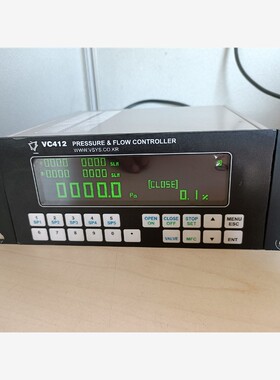 VC412 PRESSURE & FLOW CONTROLLER
WWW.VSYS.CO.KR
0000 0000 SLM
0000 0000 SLM
0000.0 Pa [CLOSE] 0.1%
1 SP1 2 SP2 3 SP3 4 SP4 5 SP5 OPEN ON CLOSE OFF STOP SET ▲ MENU ESC
6 7 8 9 0 • VALVE MFC ▼ ENT